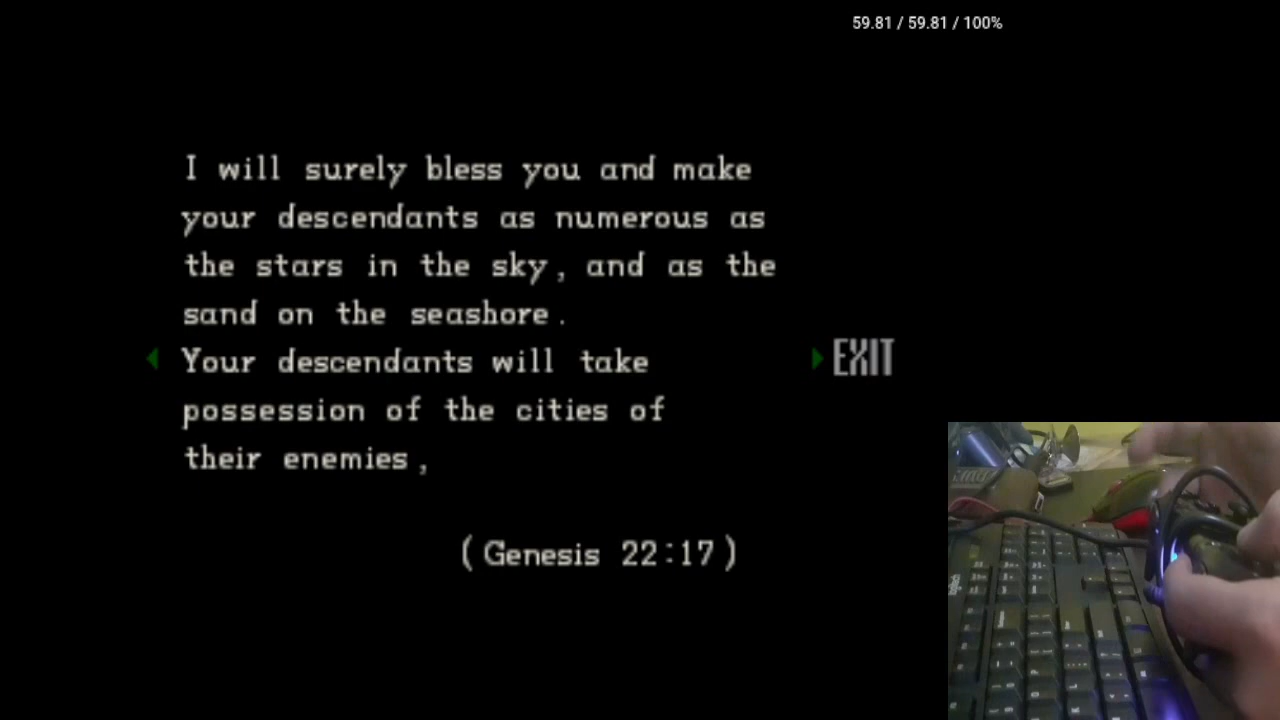 59.81 / 59.81 / 100%
I will surely bless you and make
your descendants as numerous as
the stars in the sky, and as the
sand on the seashore.
Your descendants will take
possession of the cities of
their enemies,
EXIT
(Genesis 22:17)